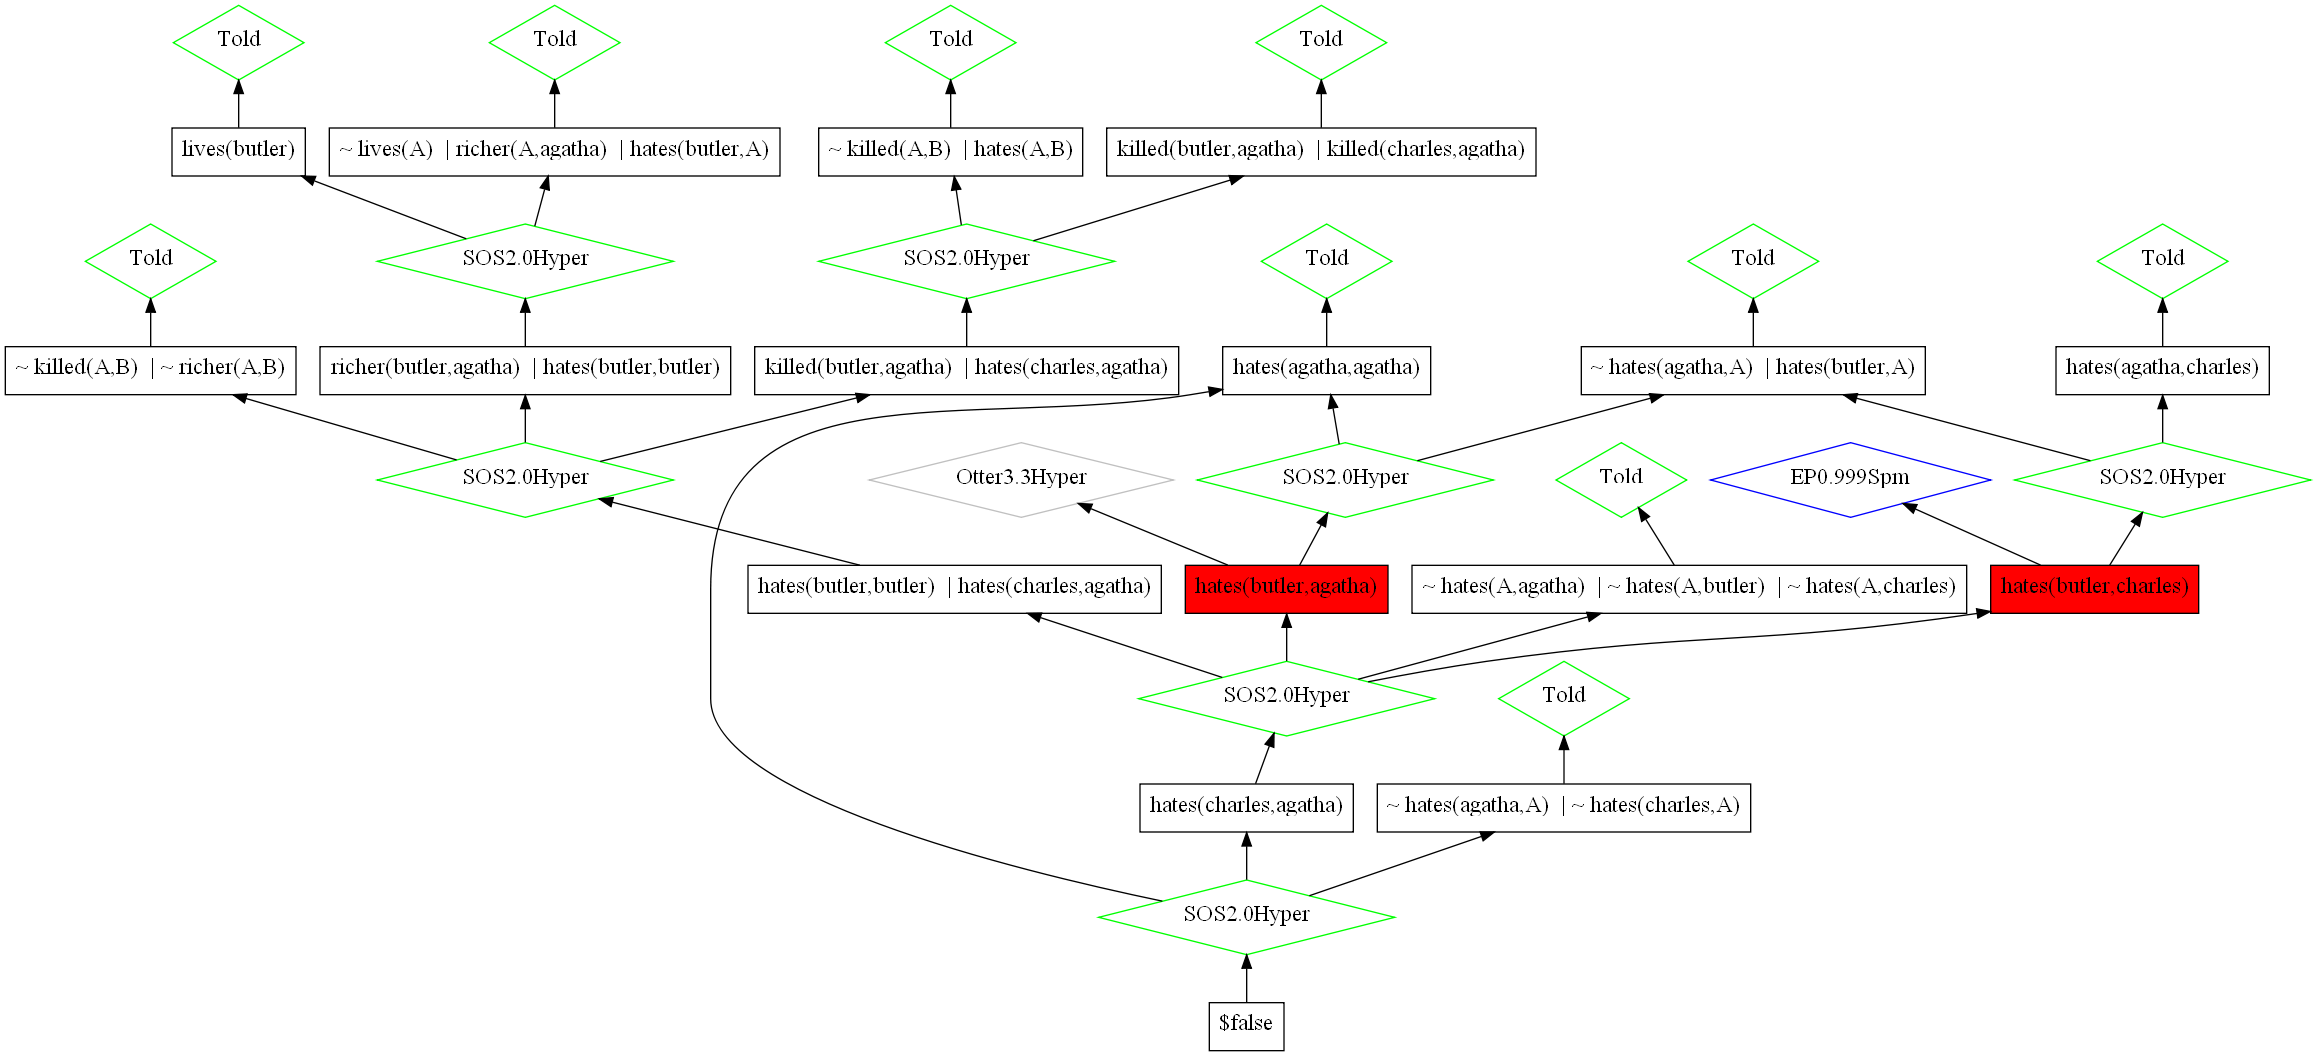 Told
Told
Told
Told
lives(butler)
~ lives(A) | richer(A,agatha) | hates(butler,A)
~ killed(A,B) | hates(A,B)
killed(butler,agatha) | killed(charles,agatha)
Told
SOS2.0Hyper
SOS2.0Hyper
Told
Told
Told
~ killed(A,B) | ~ richer(A,B)
richer(butler,agatha) | hates(butler,butler)
killed(butler,agatha) | hates(charles,agatha)
hates(agatha,agatha)
~ hates(agatha,A) | hates(butler,A)
hates(agatha,charles)
SOS2.0Hyper
Otter3.3Hyper
SOS2.0Hyper
Told
EP0.999Spm
SOS2.0Hyper
hates(butler,butler) | hates(charles,agatha)
hates(butler,agatha)
~ hates(A,agatha) | ~ hates(A,butler) | ~ hates(A,charles)
hates(butler,charles)
SOS2.0Hyper
Told
hates(charles,agatha)
~ hates(agatha,A) | ~ hates(charles,A)
SOS2.0Hyper
$false